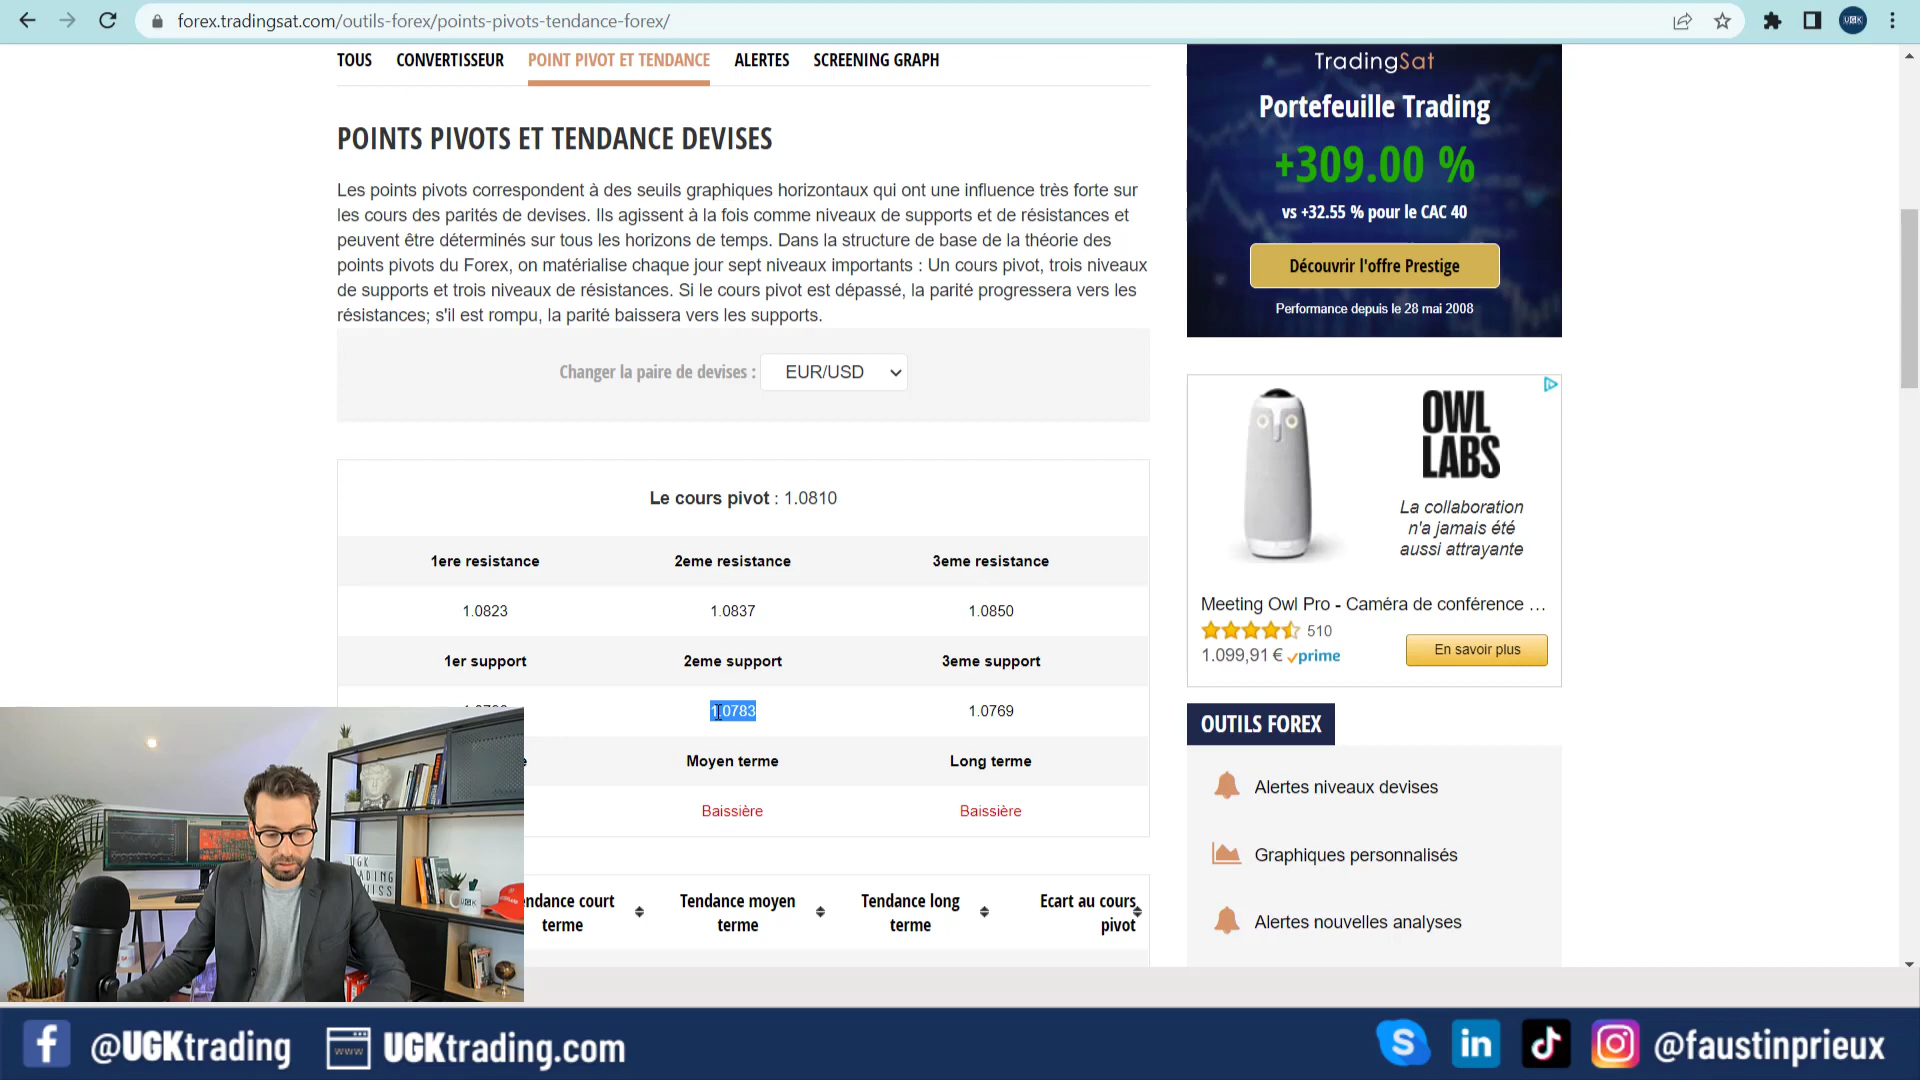 forex.tradingsat.com/outils-forex/points-pivots-tendance-forex/
TOUS
CONVERTISSEUR
POINT PIVOT ET TENDANCE
ALERTES
SCREENING GRAPH
POINTS PIVOTS ET TENDANCE DEVISES
Les points pivots correspondent à des seuils graphiques horizontaux qui ont une influence très forte sur
les cours des parités de devises. Ils agissent à la fois comme niveaux de supports et de résistances et
peuvent être déterminés sur tous les horizons de temps. Dans la structure de base de la théorie des
points pivots du Forex, on matérialise chaque jour sept niveaux importants : Un cours pivot, trois niveaux
de supports et trois niveaux de résistances. Si le cours pivot est dépassé, la parité progressera vers les
résistances; s'il est rompu, la parité baissera vers les supports.
Changer la paire de devises :
EUR/USD
Le cours pivot : 1.0810
1ere resistance
2eme resistance
3eme resistance
1.0823
1.0837
1.0850
1er support
2eme support
3eme support
1.0783
1.0769
Moyen terme
Long terme
Baissière
Baissière
Tendance moyen
terme
Tendance long
terme
Ecart au cours
pivot
TradingSat
Portefeuille Trading
+309.00 %
vs +32.55 % pour le CAC 40
Découvrir l'offre Prestige
Performance depuis le 28 mai 2008
OWL
LABS
La collaboration
n'a jamais été
aussi attrayante
Meeting Owl Pro - Caméra de conférence ...
510
1.099,91 € prime
En savoir plus
OUTILS FOREX
Alertes niveaux devises
Graphiques personnalisés
Alertes nouvelles analyses
@UGKtrading
www
UGKtrading.com
@faustinprieux